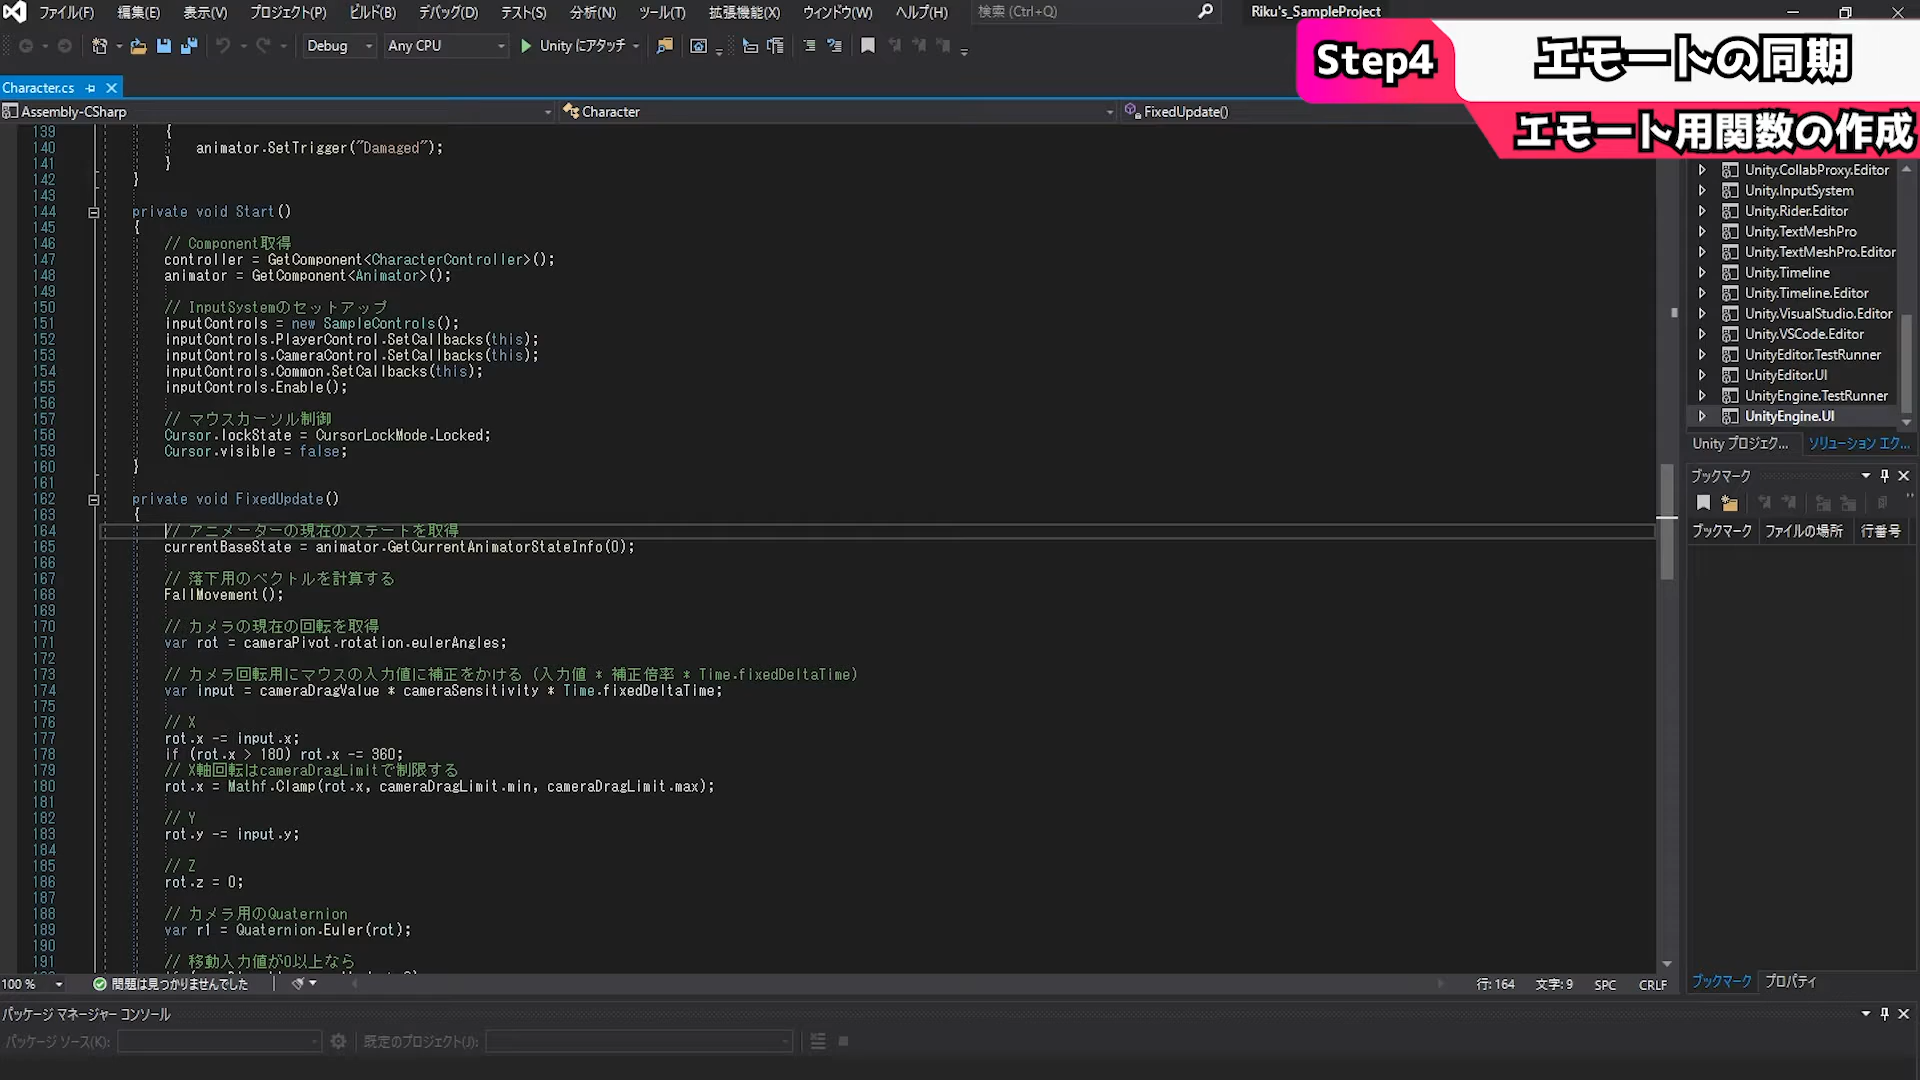 ファイル(F) 編集(E) 表示(V) プロジェクト(P) ビルド(B) デバッグ(D) テスト(S) 分析(N) ツール(T) 拡張機能(X) ウィンドウ(W) ヘルプ(H) 検索 (Ctrl+Q) Riku's_SampleProject
Debug Any CPU Unity にアタッチ
Step4 エモートの同期
エモート用関数の作成
Character.cs
Assembly-CSharp Character FixedUpdate()
139 {
140 animator.SetTrigger("Damaged");
141 }
142 }
143
144 private void Start()
145 {
146 // Component取得
147 controller = GetComponent<CharacterController>();
148 animator = GetComponent<Animator>();
149
150 // InputSystemのセットアップ
151 inputControls = new SampleControls();
152 inputControls.PlayerControl.SetCallbacks(this);
153 inputControls.CameraControl.SetCallbacks(this);
154 inputControls.Common.SetCallbacks(this);
155 inputControls.Enable();
156
157 // マウスカーソル制御
158 Cursor.lockState = CursorLockMode.Locked;
159 Cursor.visible = false;
160 }
161
162 private void FixedUpdate()
163 {
164 // アニメーターの現在のステートを取得
165 currentBaseState = animator.GetCurrentAnimatorStateInfo(0);
166
167 // 落下用のベクトルを計算する
168 FallMovement();
169
170 // カメラの現在の回転を取得
171 var rot = cameraPivot.rotation.eulerAngles;
172
173 // カメラ回転用にマウスの入力値に補正をかける (入力値 * 補正倍率 * Time.fixedDeltaTime)
174 var input = cameraDragValue * cameraSensitivity * Time.fixedDeltaTime;
175
176 // X
177 rot.x -= input.x;
178 if (rot.x > 180) rot.x -= 360;
179 // X軸回転はcameraDragLimitで制限する
180 rot.x = Mathf.Clamp(rot.x, cameraDragLimit.min, cameraDragLimit.max);
181
182 // Y
183 rot.y -= input.y;
184
185 // Z
186 rot.z = 0;
187
188 // カメラ用のQuaternion
189 var r1 = Quaternion.Euler(rot);
190
191 // 移動入力値が0以上なら
Unity.CollabProxy.Editor
Unity.InputSystem
Unity.Rider.Editor
Unity.TextMeshPro
Unity.TextMeshPro.Editor
Unity.Timeline
Unity.Timeline.Editor
Unity.VisualStudio.Editor
Unity.VSCode.Editor
UnityEditor.TestRunner
UnityEditor.UI
UnityEngine.TestRunner
UnityEngine.UI
Unity プロジェク... ソリューション エク...
ブックマーク
ブックマーク ファイルの場所 行番号
ブックマーク プロパティ
100 % 問題は見つかりませんでした 行: 164 文字: 9 SPC CRLF
パッケージ マネージャー コンソール
パッケージ ソース(K): 既定のプロジェクト(J):